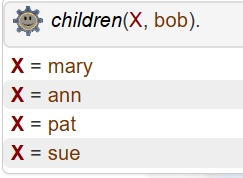 children(X, bob).
X = mary
X = ann
X = pat
X = sue